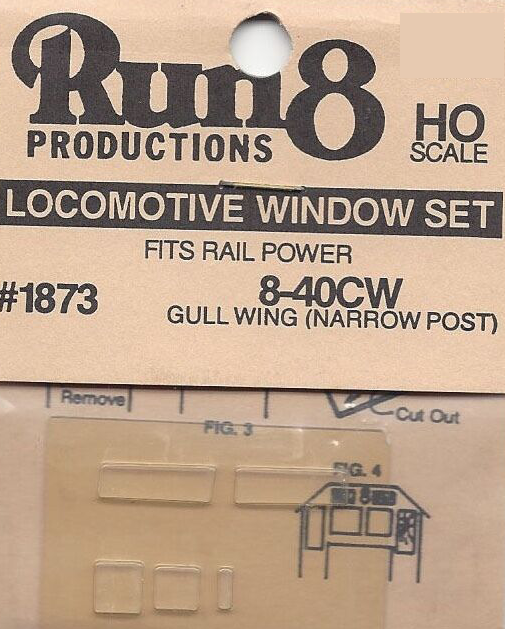 Run8
PRODUCTIONS
HO
SCALE
LOCOMOTIVE WINDOW SET
FITS RAIL POWER
#1873
8-40CW
GULL WING (NARROW POST)
Remove
Cut Out
FIG. 3
FIG. 4